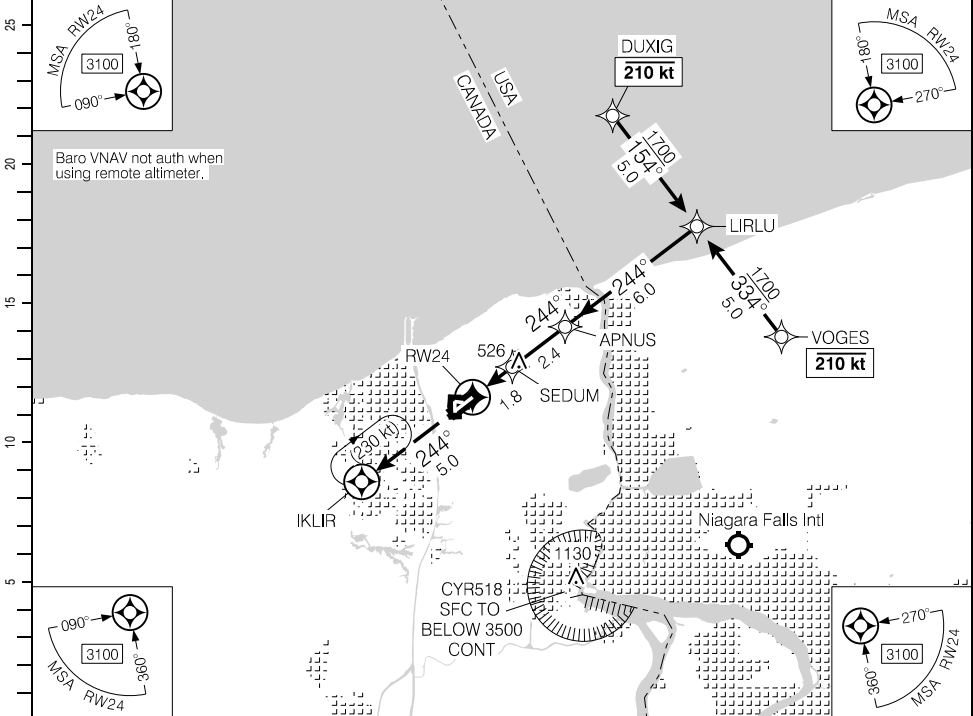 25
20
15
10
5
MSA RW24
180°
3100
090°
MSA RW24
180°
3100
270°
Baro VNAV not auth when
using remote altimeter.
USA
CANADA
DUXIG
210 kt
1700
154°
5.0
LIRLU
244°
6.0
1700
334°
5.0
VOGES
210 kt
244°
APNUS
2.4
526
SEDUM
RW24
1.8
(230 kt)
244°
5.0
IKLIR
Niagara Falls Intl
1130
CYR518
SFC TO
BELOW 3500
CONT
090°
3100
360°
MSA RW24
270°
3100
360°
MSA RW24